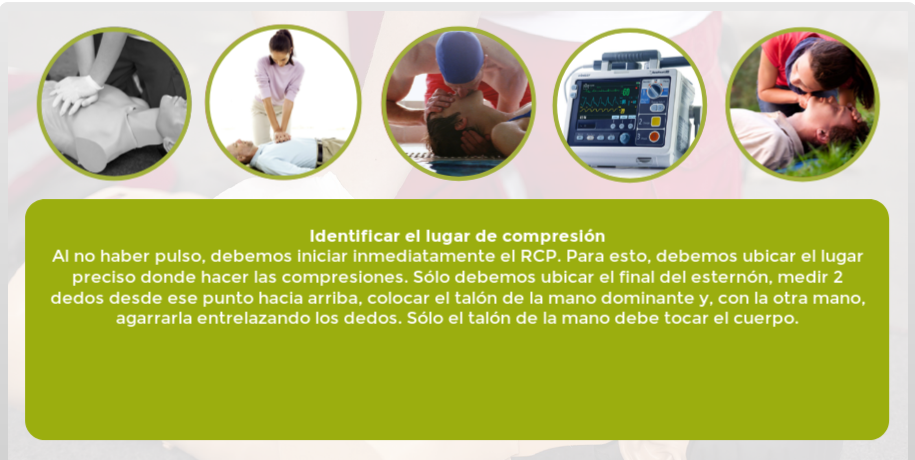 Identificar el lugar de compresión
Al no haber pulso, debemos iniciar inmediatamente el RCP. Para esto, debemos ubicar el lugar
preciso donde hacer las compresiones. Sólo debemos ubicar el final del esternón, medir 2
dedos desde ese punto hacia arriba, colocar el talón de la mano dominante y, con la otra mano,
agarrarla entrelazando los dedos. Sólo el talón de la mano debe tocar el cuerpo.